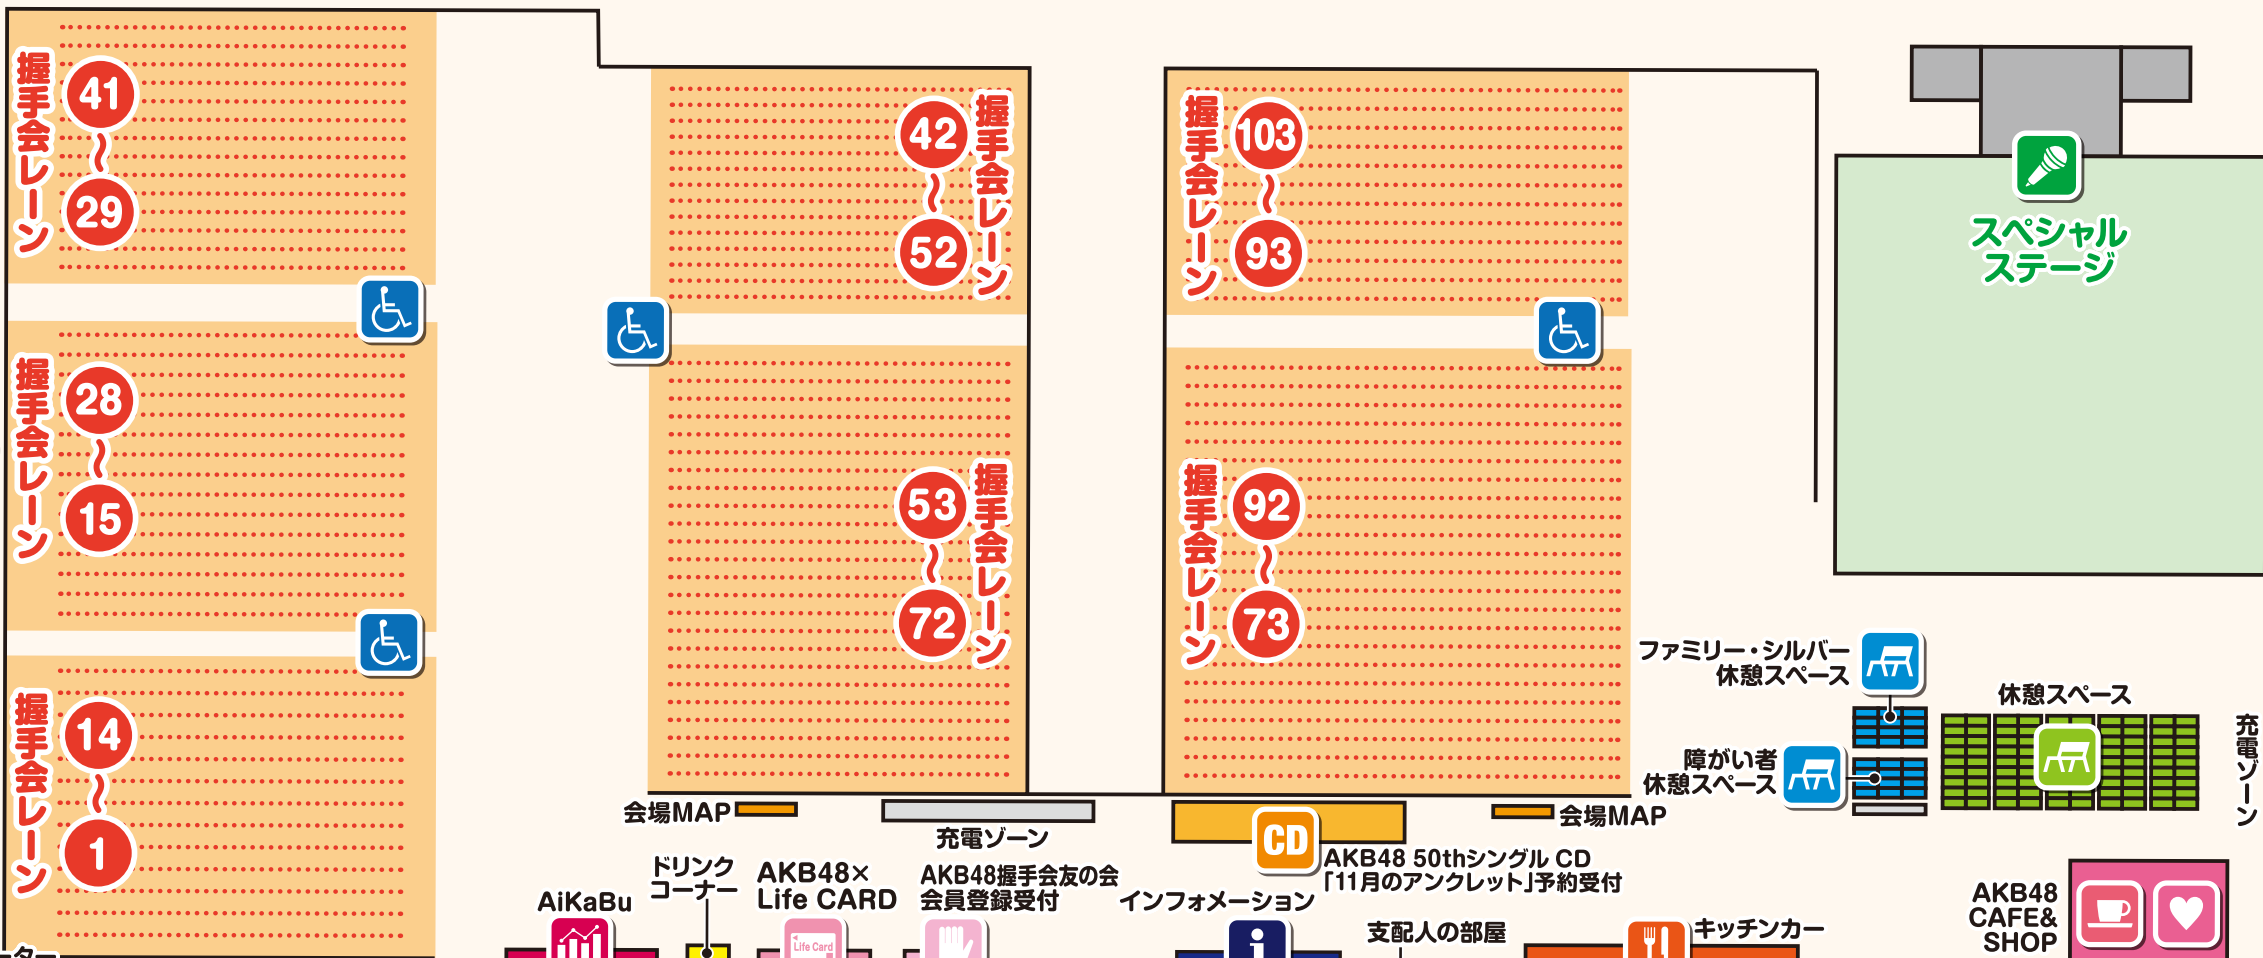 握手会レーン
41
〜
29
握手会レーン
28
〜
15
握手会レーン
14
〜
1
握手会レーン
42
〜
52
握手会レーン
53
〜
72
握手会レーン
103
〜
93
握手会レーン
92
〜
73
スペシャル
ステージ
ファミリー・シルバー
休憩スペース
障がい者
休憩スペース
休憩スペース
充電ゾーン
会場MAP
充電ゾーン
CD
AKB48 50thシングル CD
「11月のアンクレット」予約受付
会場MAP
AiKaBu
ドリンク
コーナー
AKB48×
Life CARD
Life Card
AKB48握手会友の会
会員登録受付
インフォメーション
i
支配人の部屋
キッチンカー
AKB48
CAFE&
SHOP